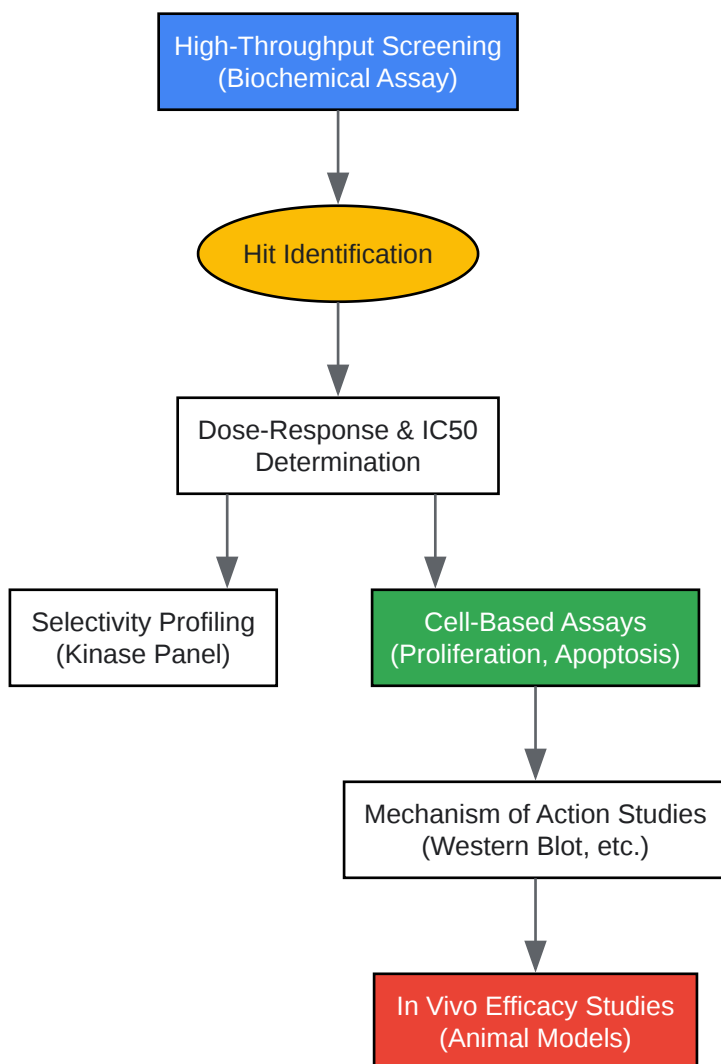 High-Throughput Screening
(Biochemical Assay)
Hit Identification
Dose-Response & IC50
Determination
Selectivity Profiling
(Kinase Panel)
Cell-Based Assays
(Proliferation, Apoptosis)
Mechanism of Action Studies
(Western Blot, etc.)
In Vivo Efficacy Studies
(Animal Models)